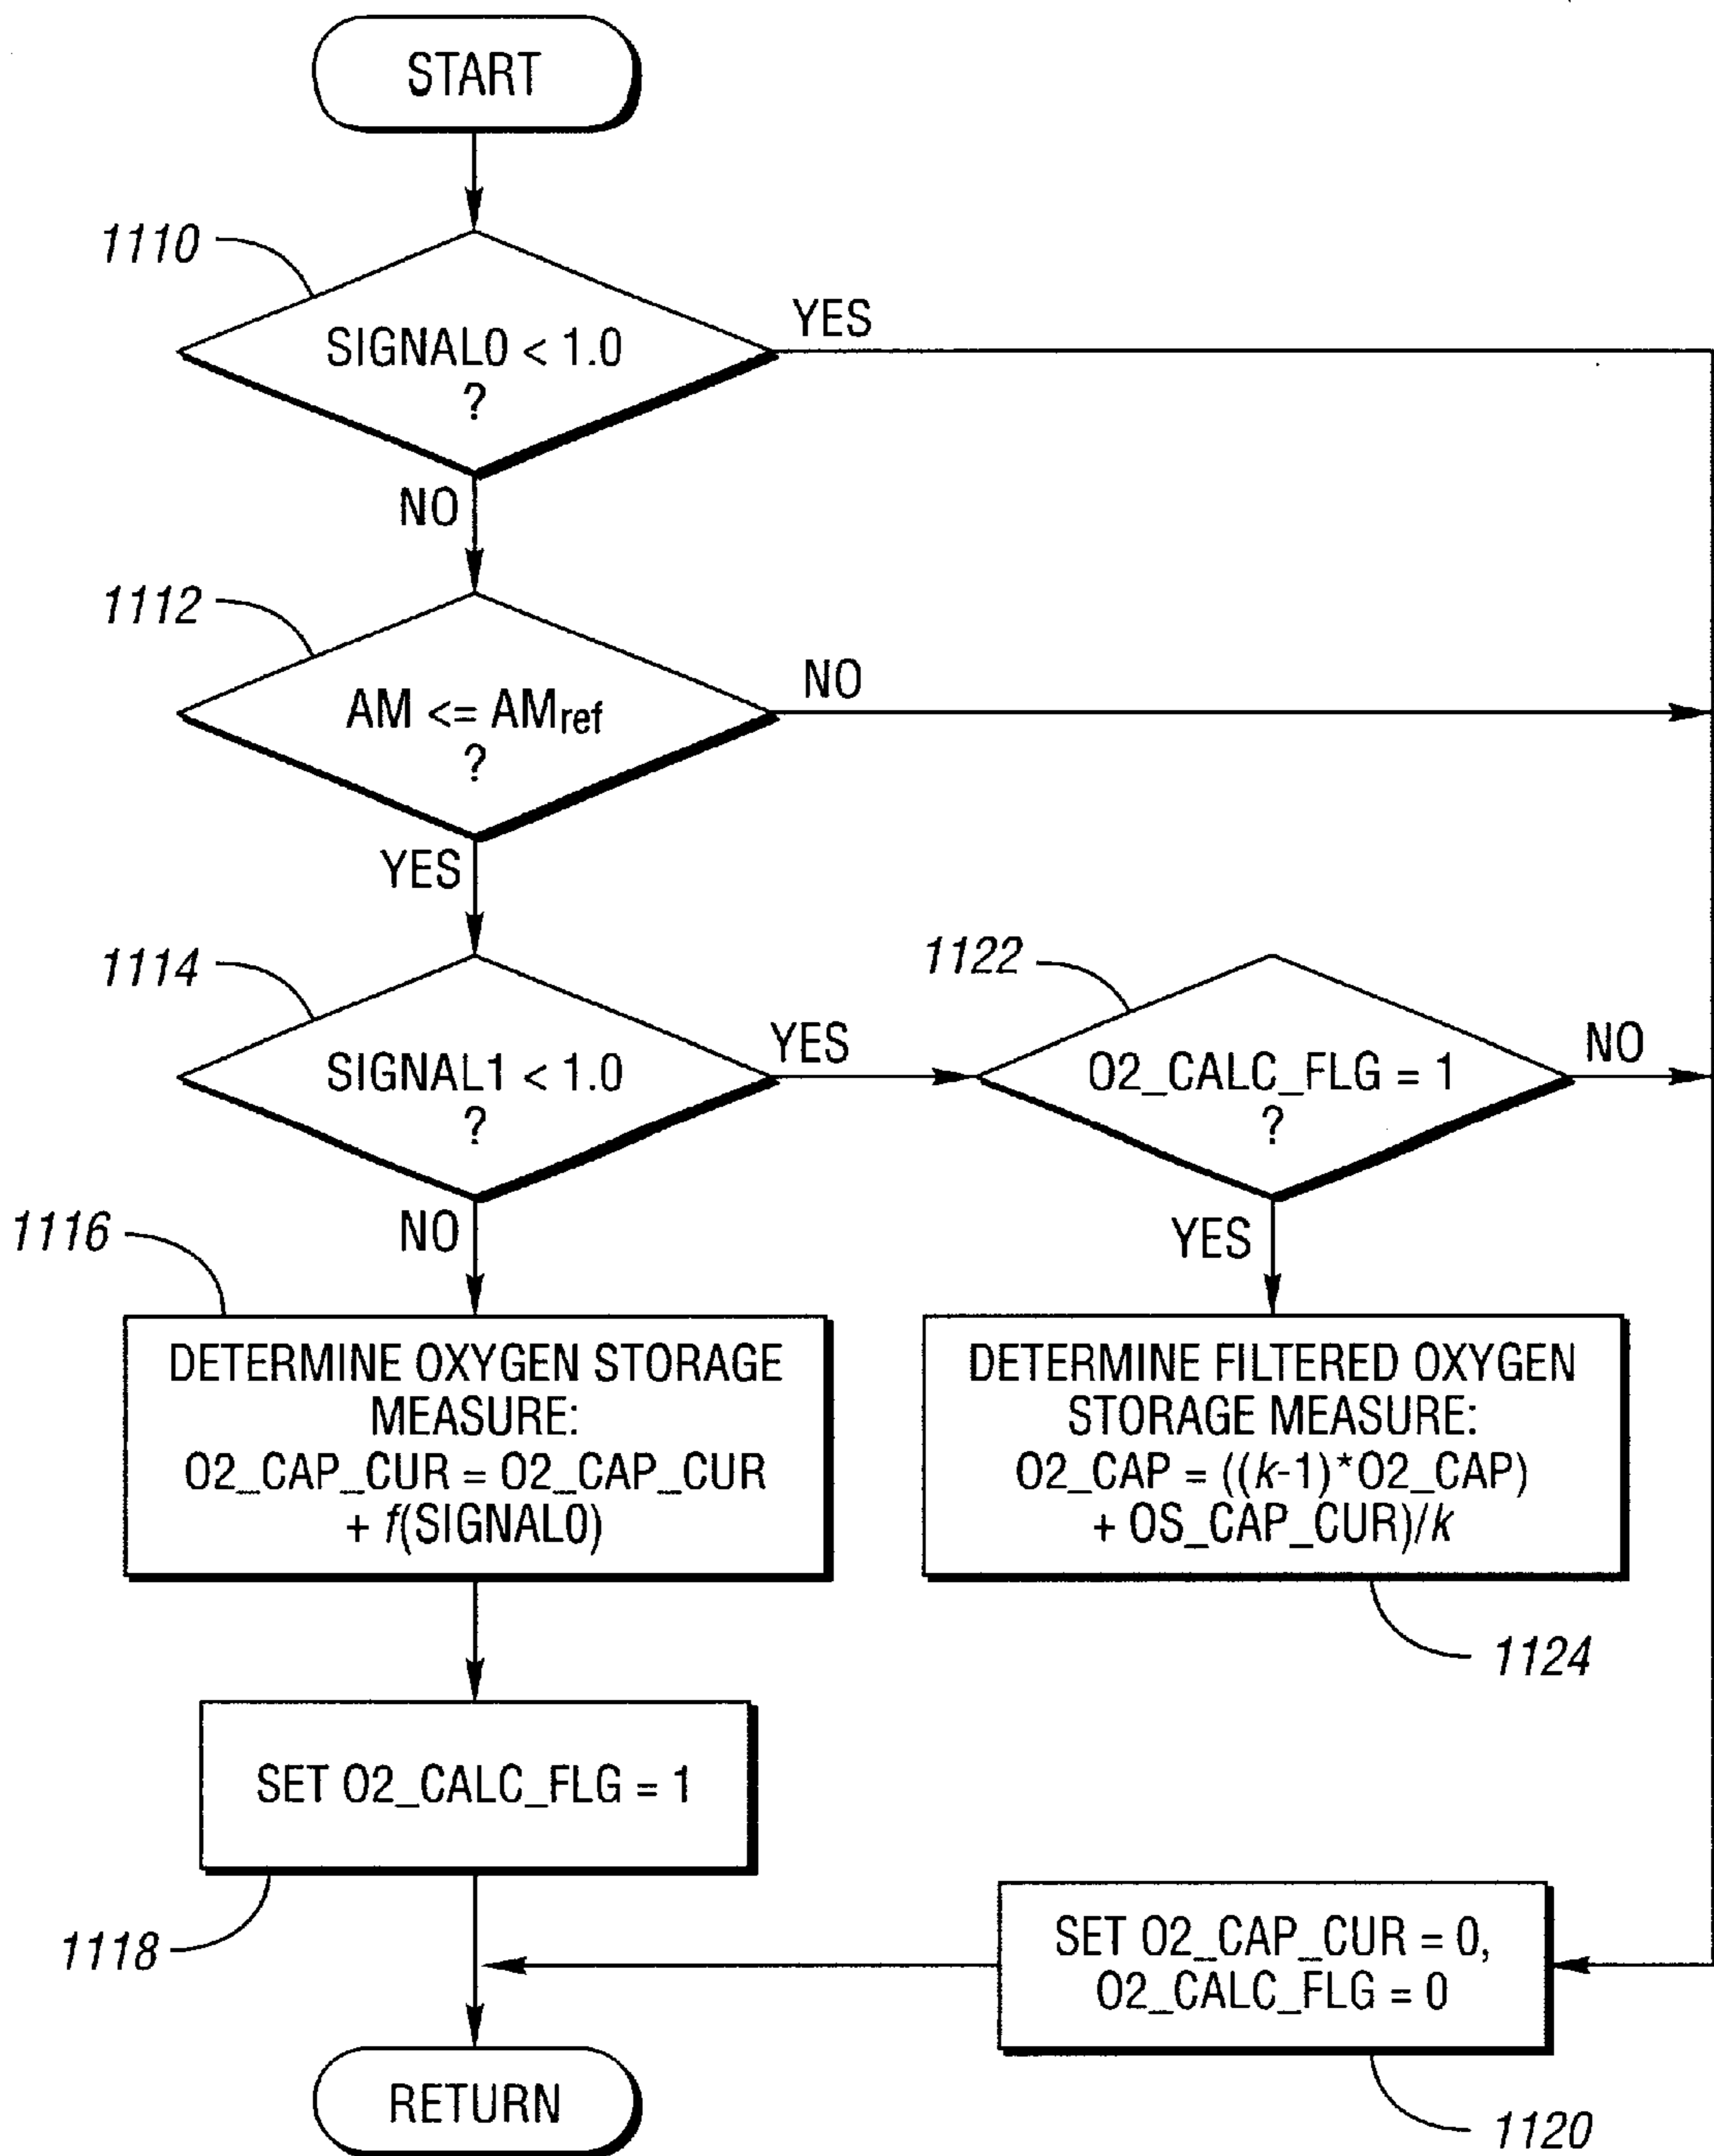 START
1110
SIGNAL0 < 1.0
?
YES
NO
1112
AM <= AMref
?
NO
YES
1114
SIGNAL1 < 1.0
?
YES
1122
O2_CALC_FLG = 1
?
NO
NO
YES
1116
DETERMINE OXYGEN STORAGE
MEASURE:
O2_CAP_CUR = O2_CAP_CUR
+ f(SIGNAL0)
DETERMINE FILTERED OXYGEN
STORAGE MEASURE:
O2_CAP = ((k-1)*O2_CAP)
+ OS_CAP_CUR)/k
1124
SET O2_CALC_FLG = 1
1118
SET O2_CAP_CUR = 0,
O2_CALC_FLG = 0
1120
RETURN